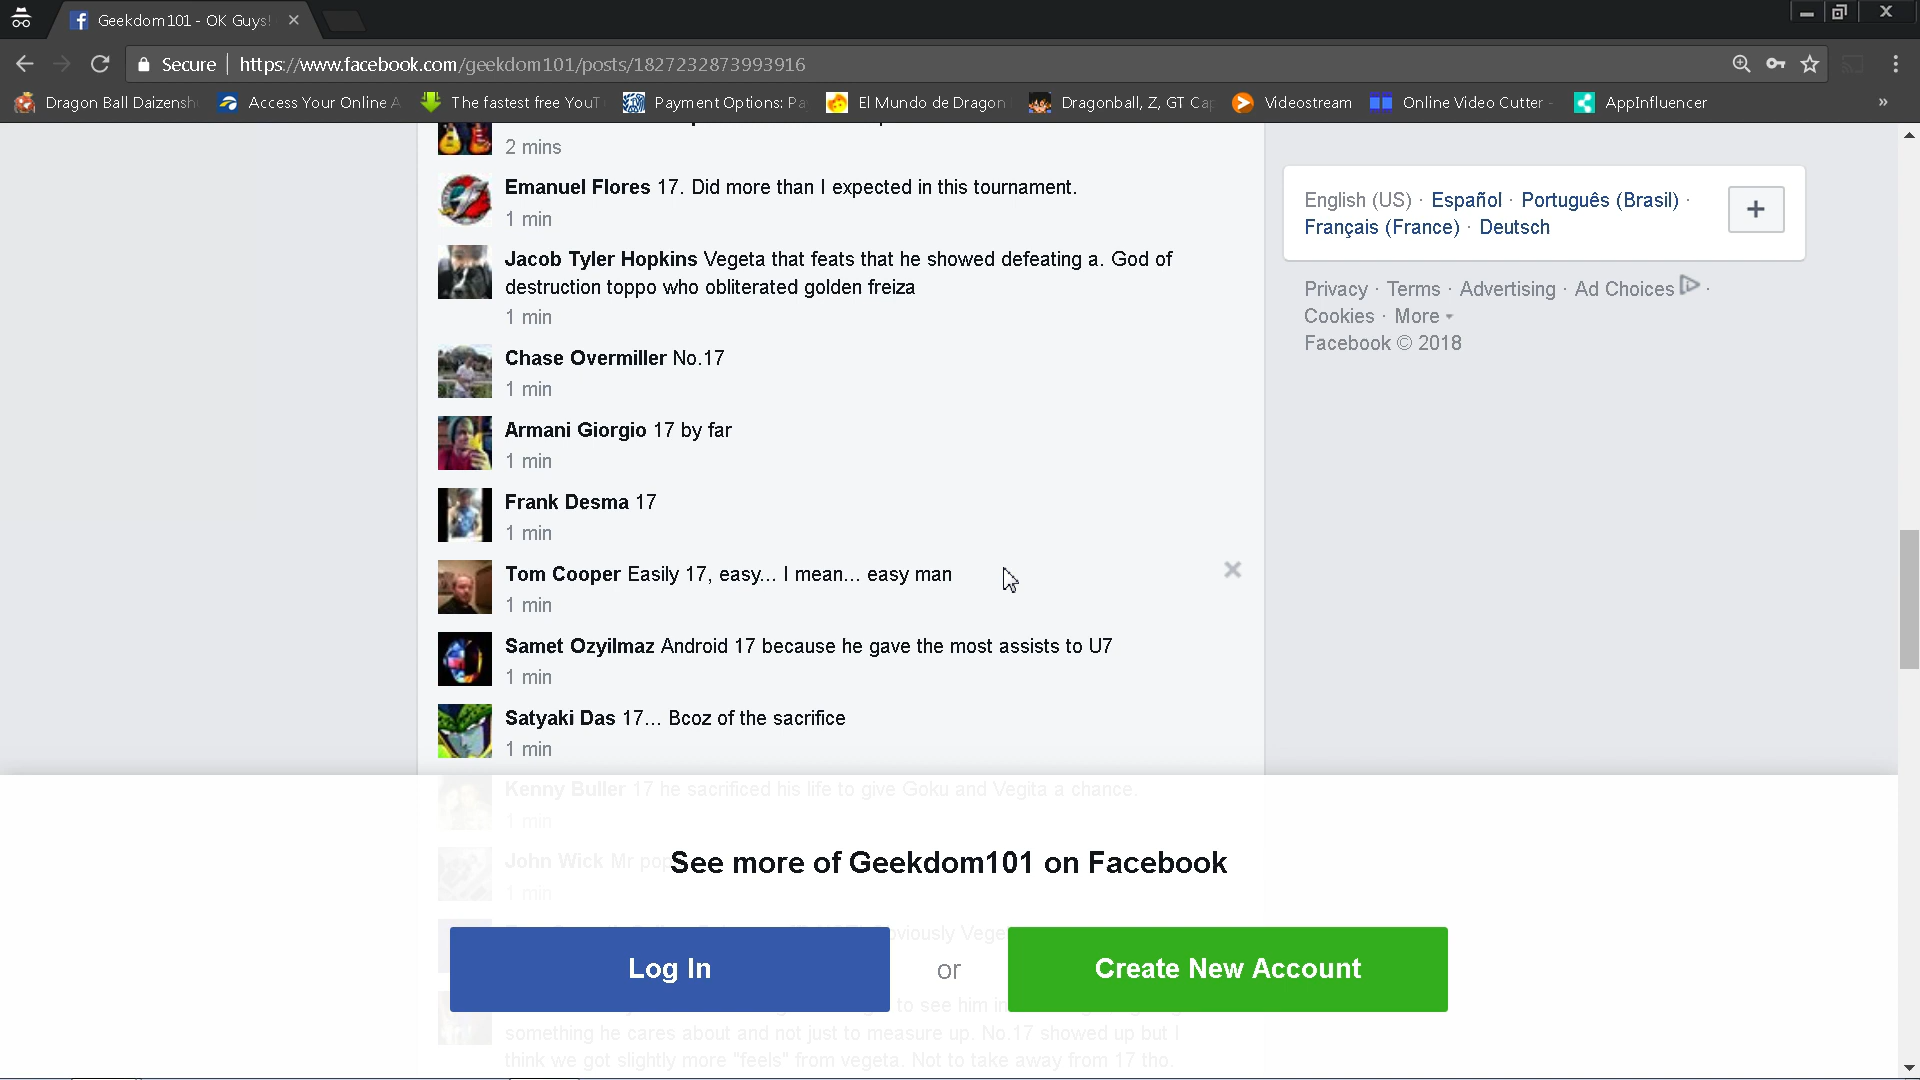 Geekdom101 - OK Guys!
Secure
https://www.facebook.com/geekdom101/posts/1827232873993916
Dragon Ball Daizensh
Access Your Online A
The fastest free YouT
Payment Options: Pa
El Mundo de Dragon
Dragonball, Z, GT Ca
Videostream
Online Video Cutter -
AppInfluencer
»
2 mins
Emanuel Flores 17. Did more than I expected in this tournament.
1 min
Jacob Tyler Hopkins Vegeta that feats that he showed defeating a. God of
destruction toppo who obliterated golden freiza
1 min
Chase Overmiller No.17
1 min
Armani Giorgio 17 by far
1 min
Frank Desma 17
1 min
Tom Cooper Easily 17, easy... I mean... easy man
1 min
Samet Ozyilmaz Android 17 because he gave the most assists to U7
1 min
Satyaki Das 17... Bcoz of the sacrifice
1 min
Kenny Buller 17 he sacrificed his life to give Goku and Vegita a chance.
1 min
John Wick Mr
1 min
See more of Geekdom101 on Facebook
Log In
or
Create New Account
to see him in
something he cares about and not just to measure up. No.17 showed up but I
think we got slightly more "feels" from vegeta. Not to take away from 17 tho.
English (US) · Español · Português (Brasil) ·
Français (France) · Deutsch
Privacy · Terms · Advertising · Ad Choices ·
Cookies · More
Facebook © 2018